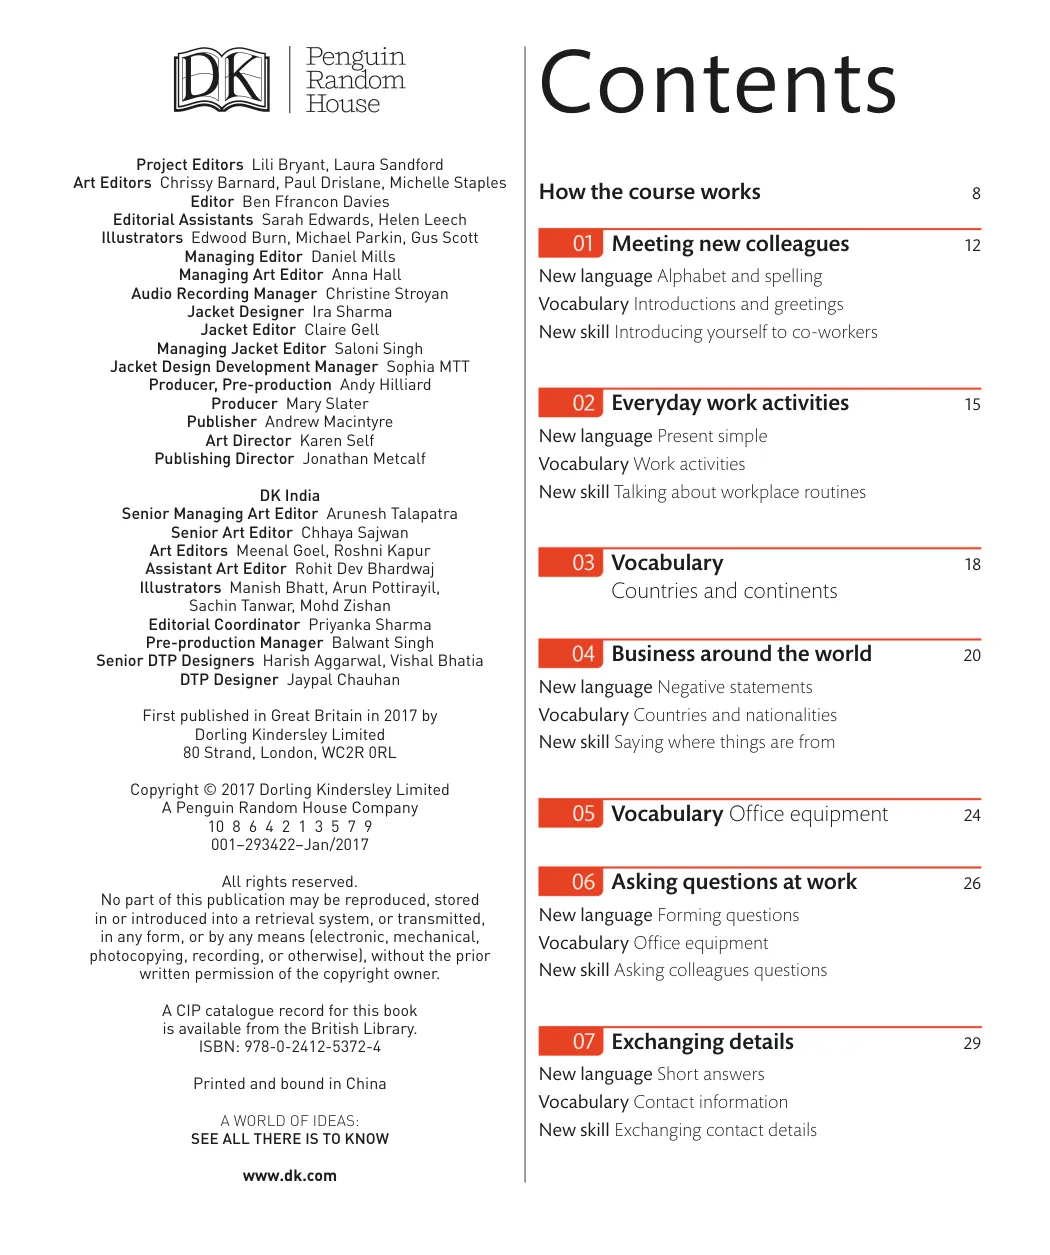 DK
Penguin
Random
House
Project Editors Lili Bryant, Laura Sandford
Art Editors Chrissy Barnard, Paul Drislane, Michelle Staples
Editor Ben Ffrancon Davies
Editorial Assistants Sarah Edwards, Helen Leech
Illustrators Edwood Burn, Michael Parkin, Gus Scott
Managing Editor Daniel Mills
Managing Art Editor Anna Hall
Audio Recording Manager Christine Stroyan
Jacket Designer Ira Sharma
Jacket Editor Claire Gell
Managing Jacket Editor Saloni Singh
Jacket Design Development Manager Sophia MTT
Producer, Pre-production Andy Hilliard
Producer Mary Slater
Publisher Andrew Macintyre
Art Director Karen Self
Publishing Director Jonathan Metcalf
DK India
Senior Managing Art Editor Arunesh Talapatra
Senior Art Editor Chhaya Sajwan
Art Editors Meenal Goel, Roshni Kapur
Assistant Art Editor Rohit Dev Bhardwaj
Illustrators Manish Bhatt, Arun Pottirayil,
Sachin Tanwar, Mohd Zishan
Editorial Coordinator Priyanka Sharma
Pre-production Manager Balwant Singh
Senior DTP Designers Harish Aggarwal, Vishal Bhatia
DTP Designer Jaypal Chauhan
First published in Great Britain in 2017 by
Dorling Kindersley Limited
80 Strand, London, WC2R 0RL
Copyright © 2017 Dorling Kindersley Limited
A Penguin Random House Company
10 8 6 4 2 1 3 5 7 9
001–293422–Jan/2017
All rights reserved.
No part of this publication may be reproduced, stored
in or introduced into a retrieval system, or transmitted,
in any form, or by any means (electronic, mechanical,
photocopying, recording, or otherwise), without the prior
written permission of the copyright owner.
A CIP catalogue record for this book
is available from the British Library.
ISBN: 978-0-2412-5372-4
Printed and bound in China
A WORLD OF IDEAS:
SEE ALL THERE IS TO KNOW
www.dk.com
Contents
How the course works 8
01 Meeting new colleagues 12
New language Alphabet and spelling
Vocabulary Introductions and greetings
New skill Introducing yourself to co-workers
02 Everyday work activities 15
New language Present simple
Vocabulary Work activities
New skill Talking about workplace routines
03 Vocabulary 18
Countries and continents
04 Business around the world 20
New language Negative statements
Vocabulary Countries and nationalities
New skill Saying where things are from
05 Vocabulary Office equipment 24
06 Asking questions at work 26
New language Forming questions
Vocabulary Office equipment
New skill Asking colleagues questions
07 Exchanging details 29
New language Short answers
Vocabulary Contact information
New skill Exchanging contact details